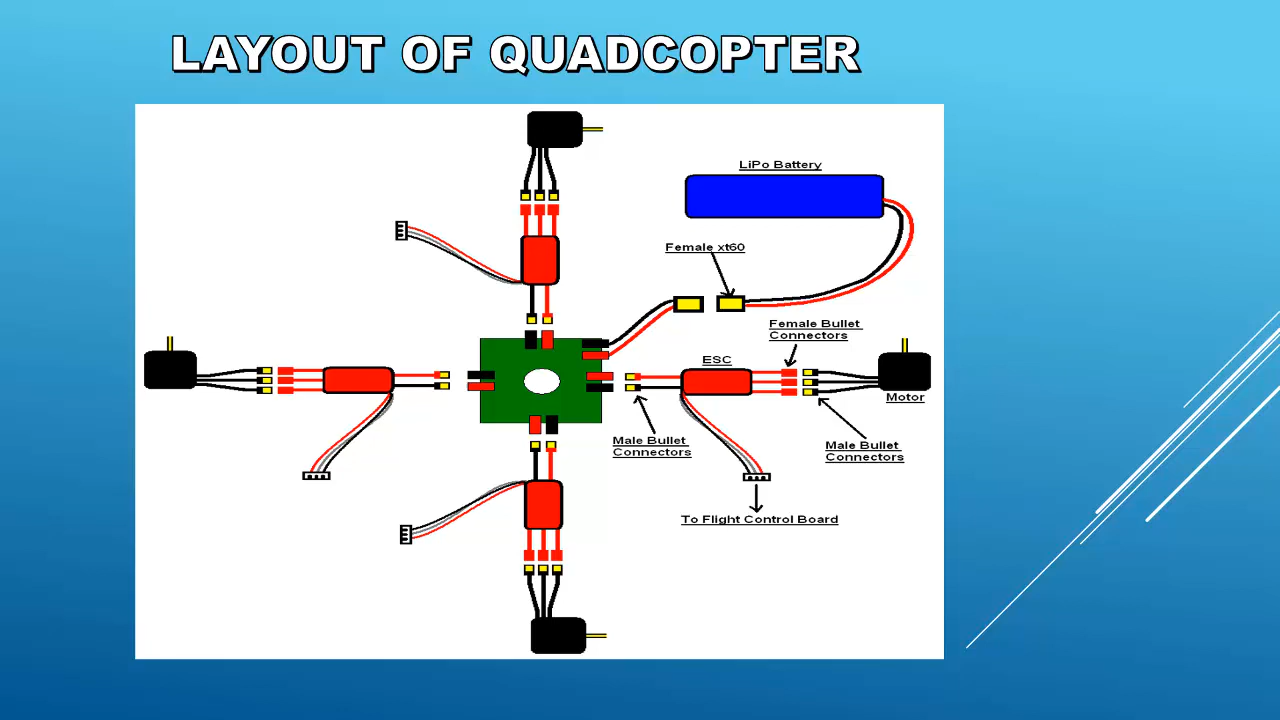 LAYOUT OF QUADCOPTER
LiPo Battery
Female xt60
Female Bullet
Connectors
ESC
Motor
Male Bullet
Connectors
Male Bullet
Connectors
To Flight Control Board